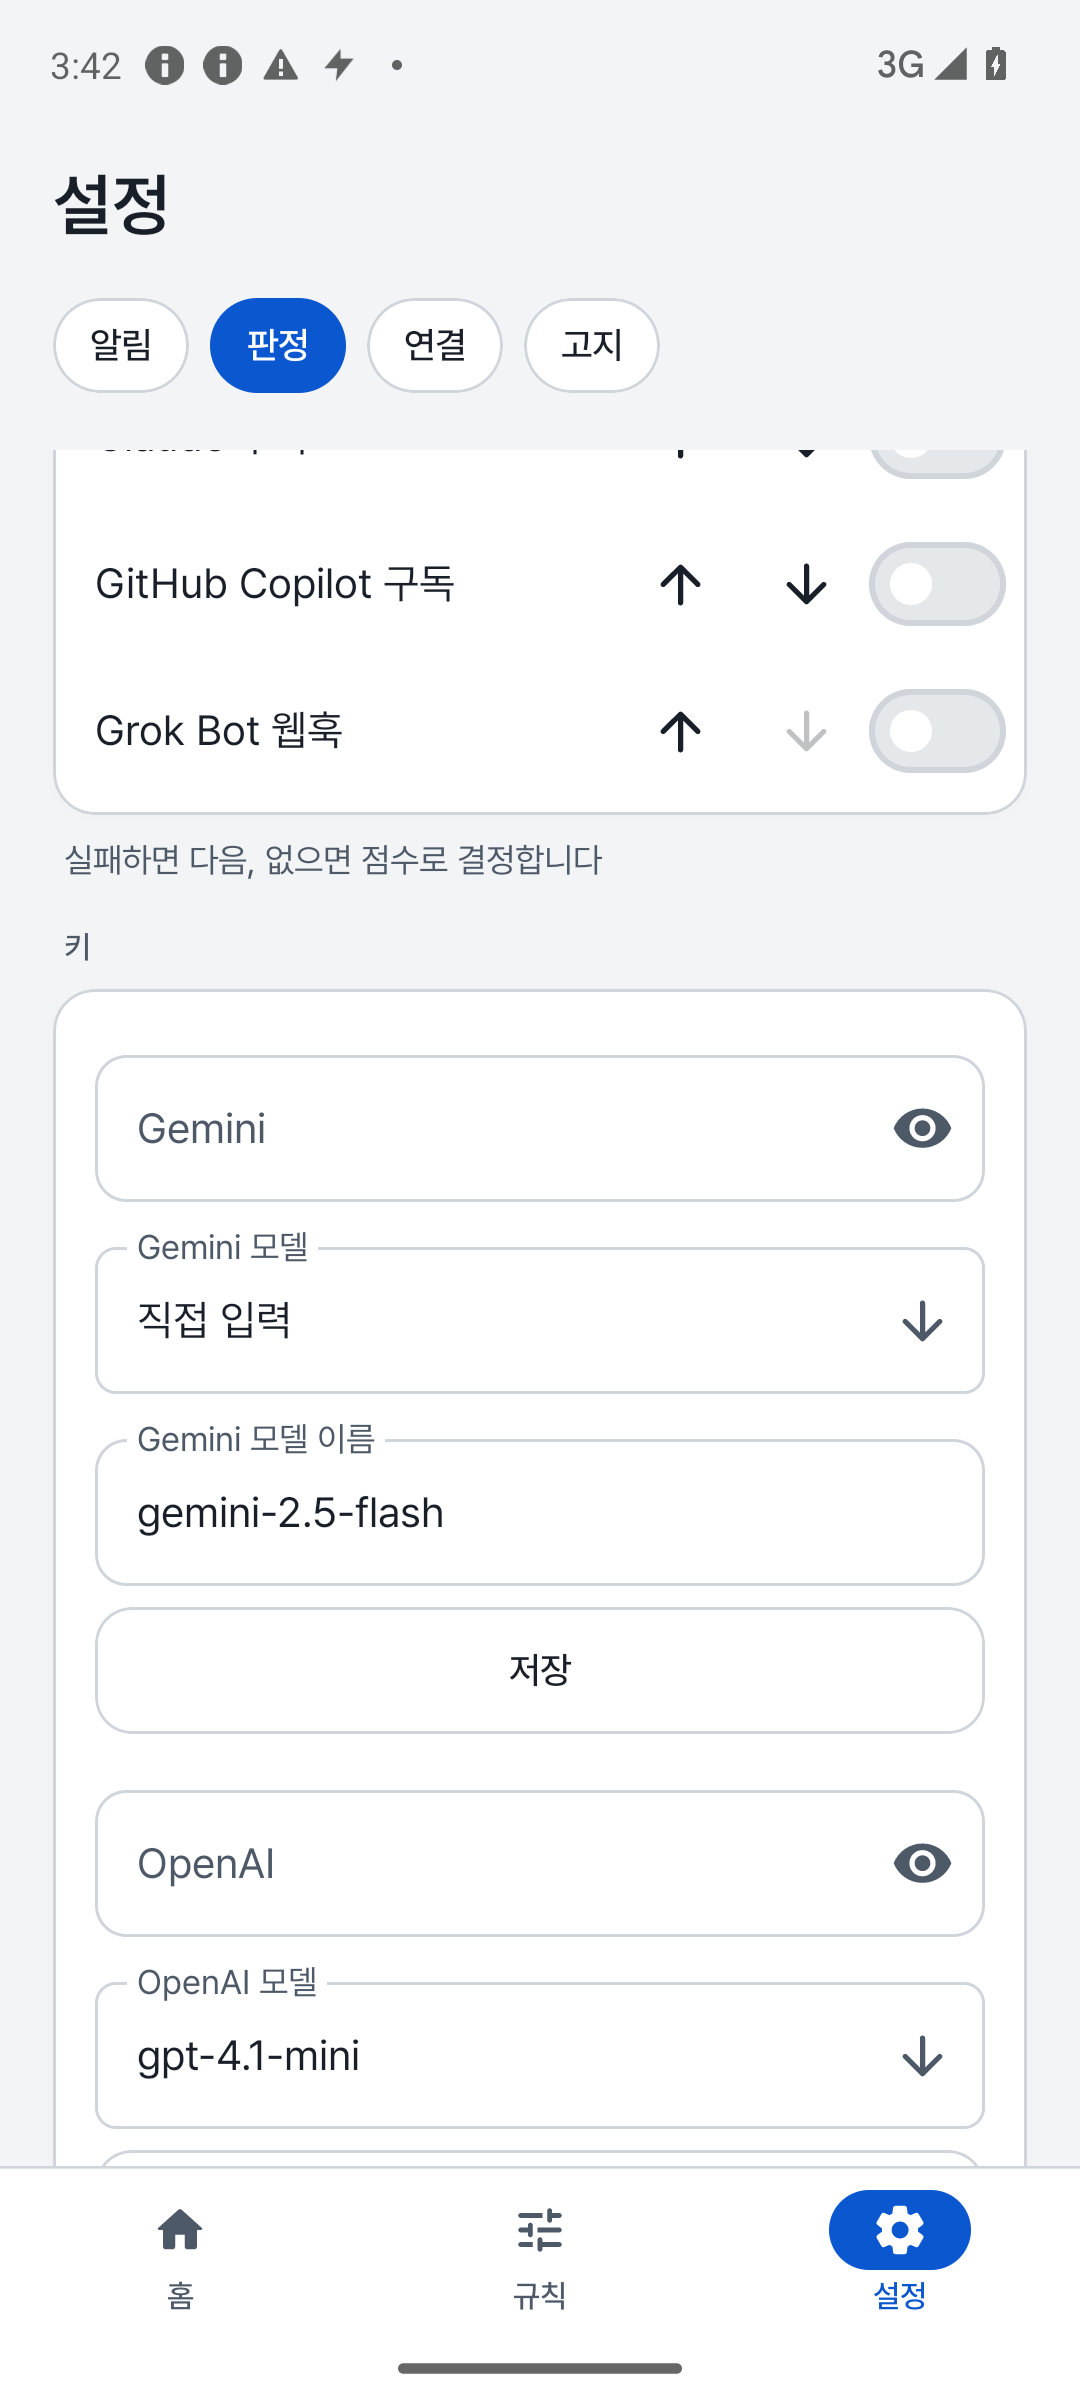 3:42
3G
설정
알림
판정
연결
고지
GitHub Copilot 구독
Grok Bot 웹훅
실패하면 다음, 없으면 점수로 결정합니다
키
Gemini
Gemini 모델
직접 입력
Gemini 모델 이름
gemini-2.5-flash
저장
OpenAI
OpenAI 모델
gpt-4.1-mini
홈
규칙
설정